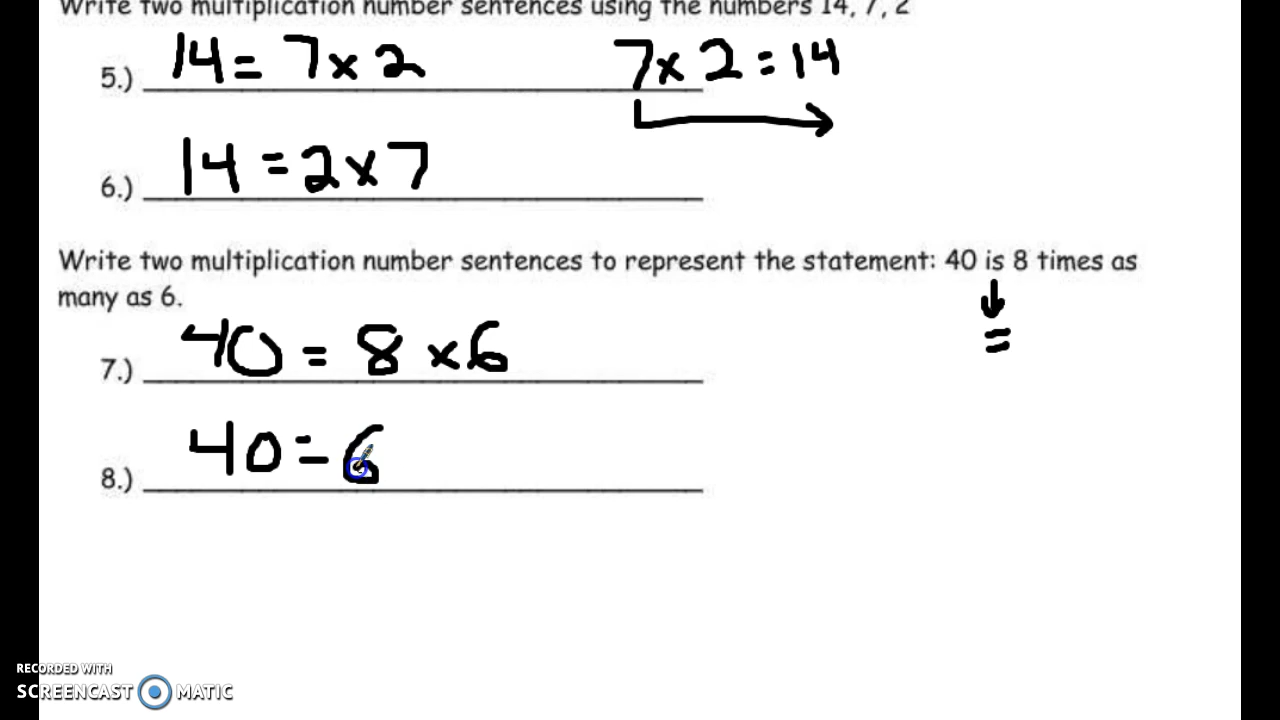 Write two multiplication number sentences using the numbers 14, 7, 2
5.) 14 = 7 x 2 7 x 2 = 14
6.) 14 = 2 x 7
Write two multiplication number sentences to represent the statement: 40 is 8 times as
many as 6.
=
7.) 40 = 8 x 6
8.) 40 = 6
RECORDED WITH
SCREENCAST MATIC